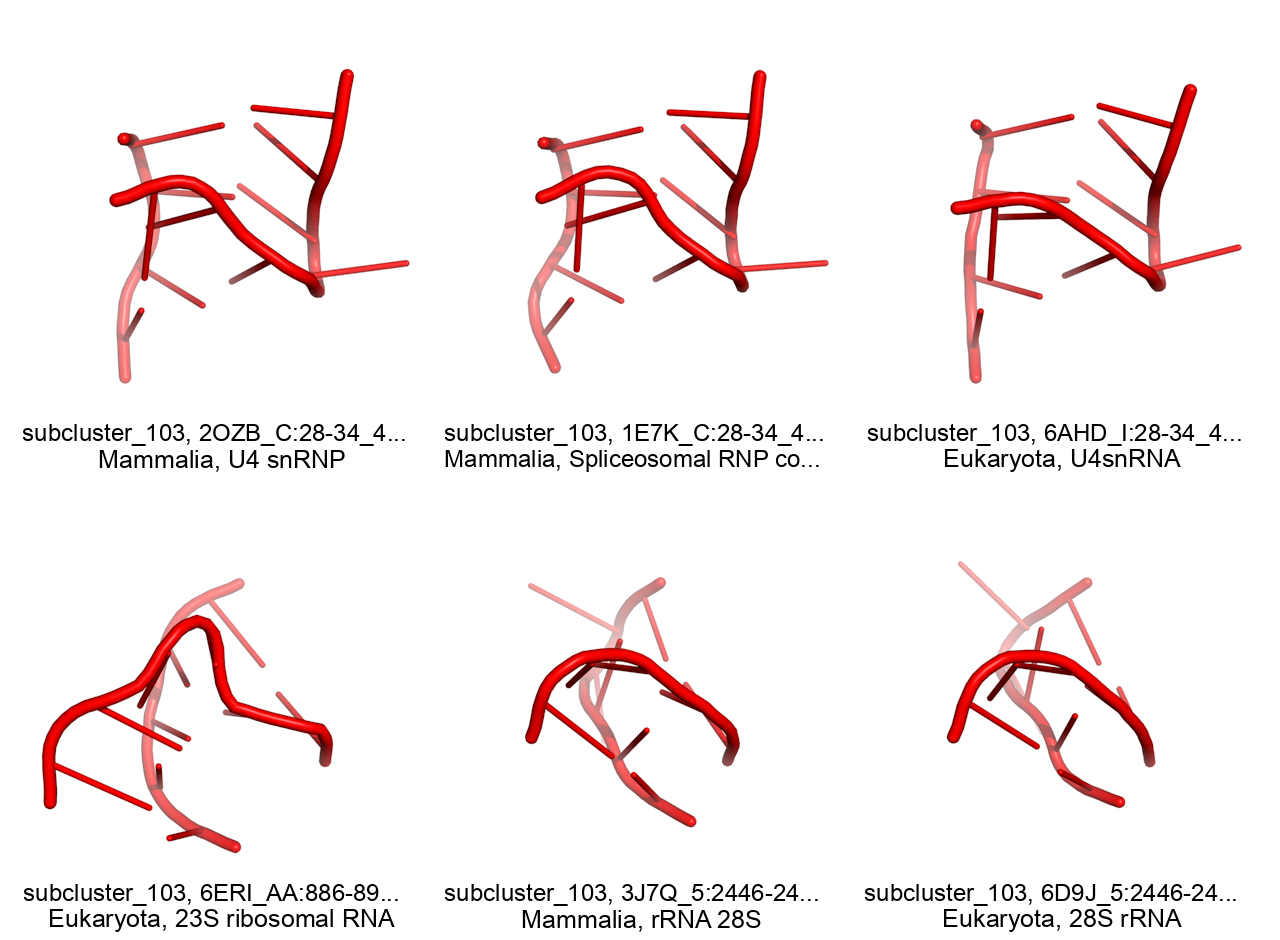 subcluster_103, 2OZB_C:28-34_4...
Mammalia, U4 snRNP
subcluster_103, 1E7K_C:28-34_4...
Mammalia, Spliceosomal RNP co...
subcluster_103, 6AHD_I:28-34_4...
Eukaryota, U4snRNA
subcluster_103, 6ERI_AA:886-89...
Eukaryota, 23S ribosomal RNA
subcluster_103, 3J7Q_5:2446-24...
Mammalia, rRNA 28S
subcluster_103, 6D9J_5:2446-24...
Eukaryota, 28S rRNA